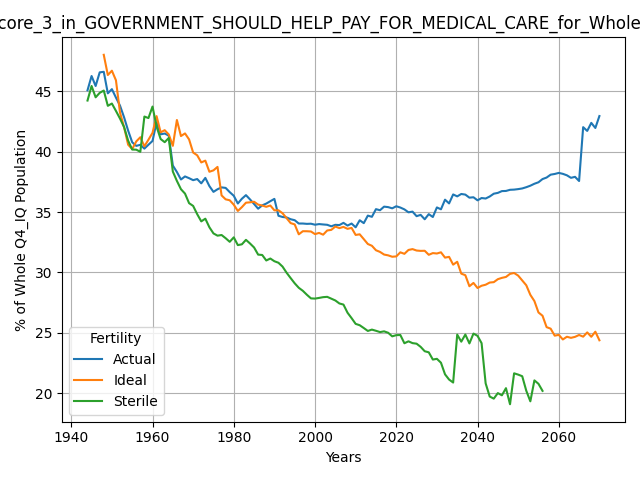 core_3_in_GOVERNMENT_SHOULD_HELP_PAY_FOR_MEDICAL_CARE_for_Whole
% of Whole Q4_IQ Population
45
40
35
30
25
20
Fertility
Actual
Ideal
Sterile
1940 1960 1980 2000 2020 2040 2060
Years